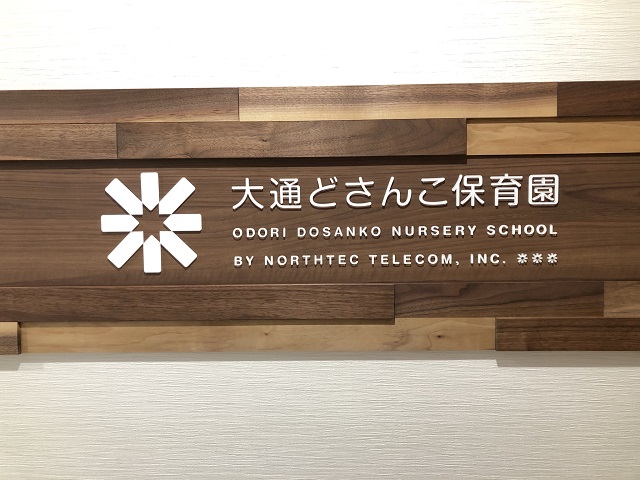 大通どさんこ保育園
ODORI DOSANKO NURSERY SCHOOL
BY NORTHTEC TELECOM, INC.